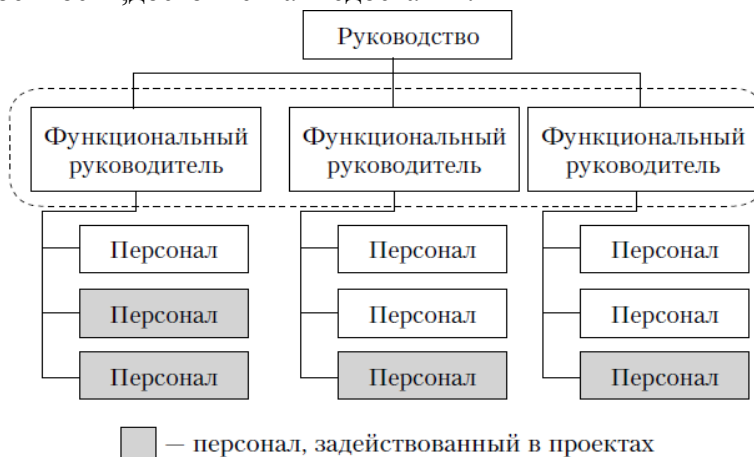 Руководство
Функциональный
руководитель
Функциональный
руководитель
Функциональный
руководитель
Персонал
Персонал
Персонал
Персонал
Персонал
Персонал
Персонал
Персонал
Персонал
— персонал, задействованный в проектах